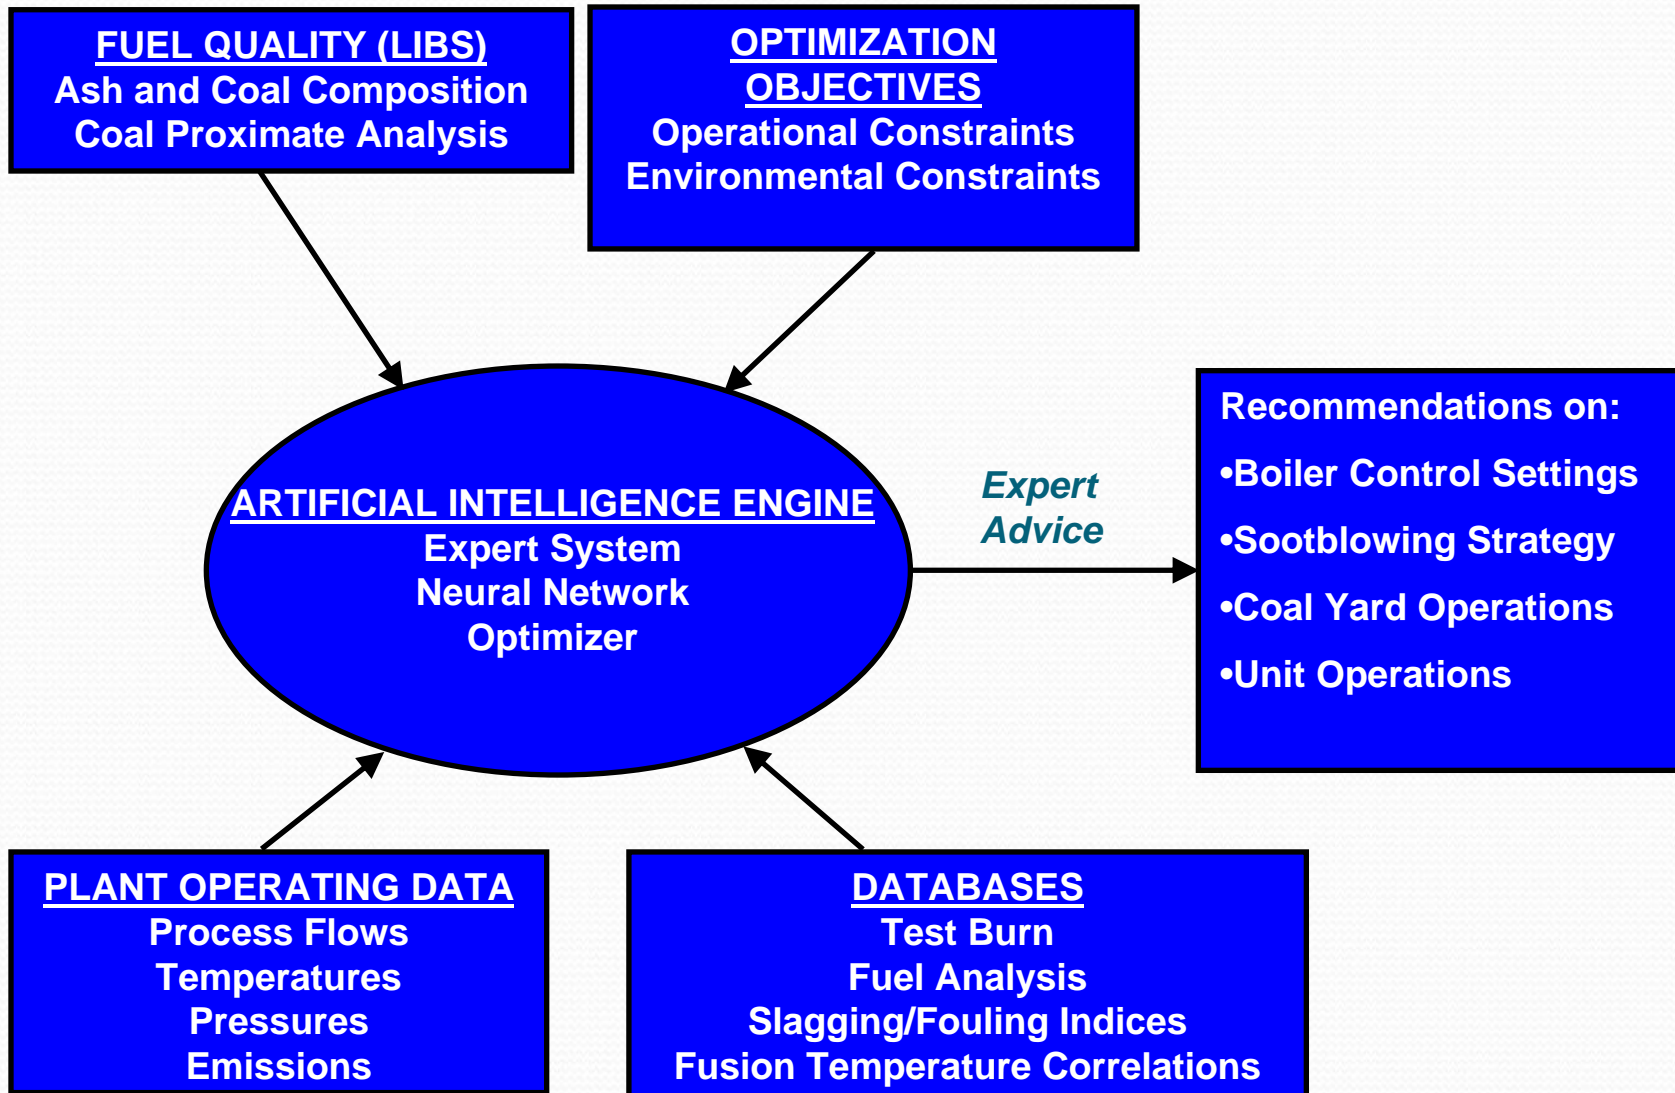 FUEL QUALITY (LIBS)
Ash and Coal Composition
Coal Proximate Analysis
OPTIMIZATION
OBJECTIVES
Operational Constraints
Environmental Constraints
ARTIFICIAL INTELLIGENCE ENGINE
Expert System
Neural Network
Optimizer
Expert
Advice
Recommendations on:
•Boiler Control Settings
•Sootblowing Strategy
•Coal Yard Operations
•Unit Operations
PLANT OPERATING DATA
Process Flows
Temperatures
Pressures
Emissions
DATABASES
Test Burn
Fuel Analysis
Slagging/Fouling Indices
Fusion Temperature Correlations